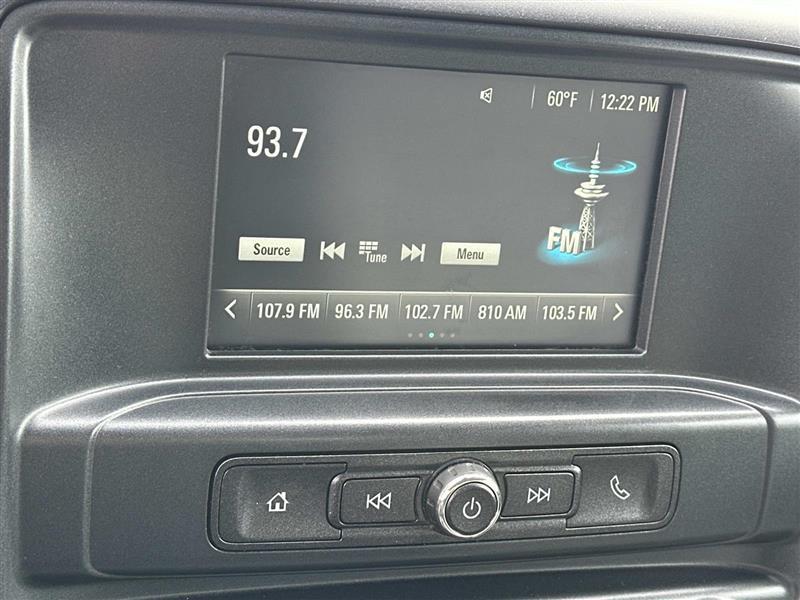 60°F 12:22 PM
93.7
FM
Source Tune Menu
107.9 FM 96.3 FM 102.7 FM 810 AM 103.5 FM